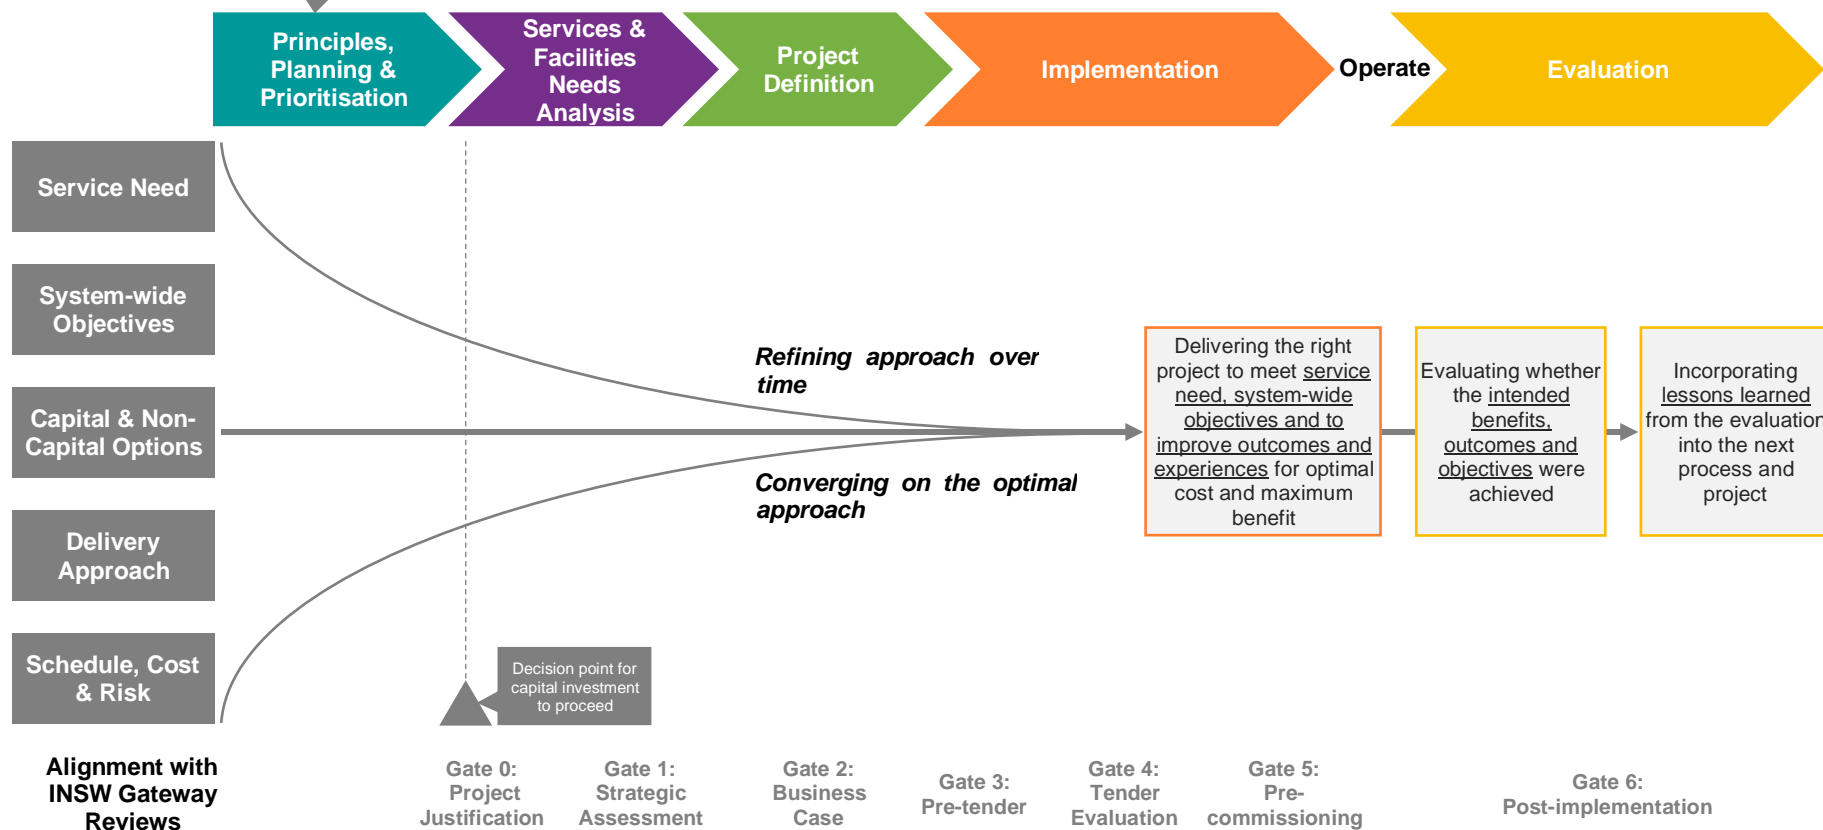 Principles,
Planning &
Prioritisation
Services &
Facilities
Needs
Analysis
Project
Definition
Implementation
Operate
Evaluation
Service Need
System-wide
Objectives
Capital & Non-
Capital Options
Delivery
Approach
Schedule, Cost
& Risk
Refining approach over
time
Converging on the optimal
approach
Delivering the right
project to meet service
need, system-wide
objectives and to
improve outcomes and
experiences for optimal
cost and maximum
benefit
Evaluating whether
the intended
benefits,
outcomes and
objectives were
achieved
Incorporating
lessons learned
from the evaluation
into the next
process and
project
Decision point for
capital investment
to proceed
Alignment with
INSW Gateway
Reviews
Gate 0:
Project
Justification
Gate 1:
Strategic
Assessment
Gate 2:
Business
Case
Gate 3:
Pre-tender
Gate 4:
Tender
Evaluation
Gate 5:
Pre-
commissioning
Gate 6:
Post-implementation